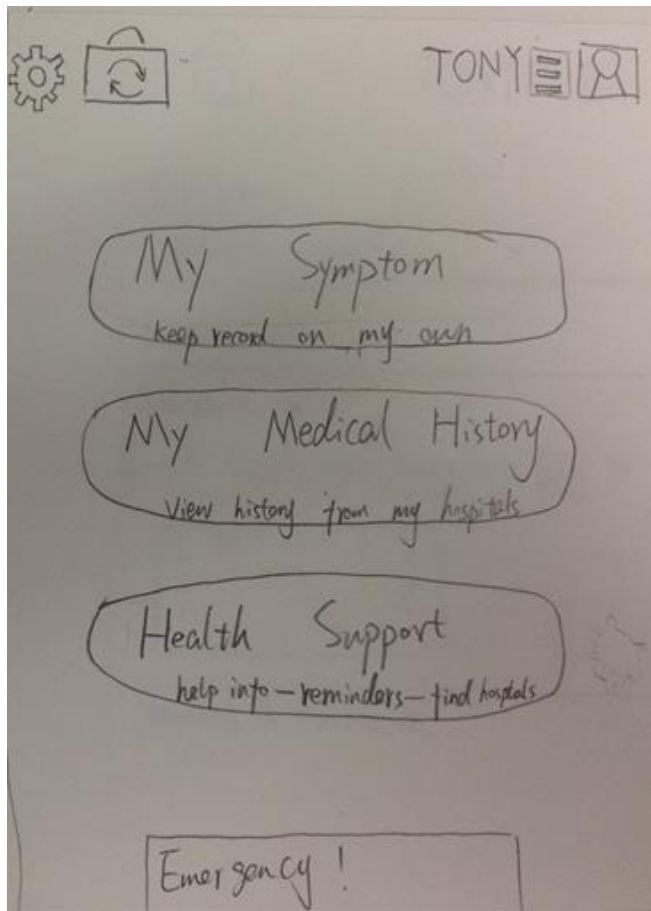 TONY
My Symptom
keep record on my own
My Medical History
View history from my hospitals
Health Support
help info – reminders – find hospitals
Emergency !